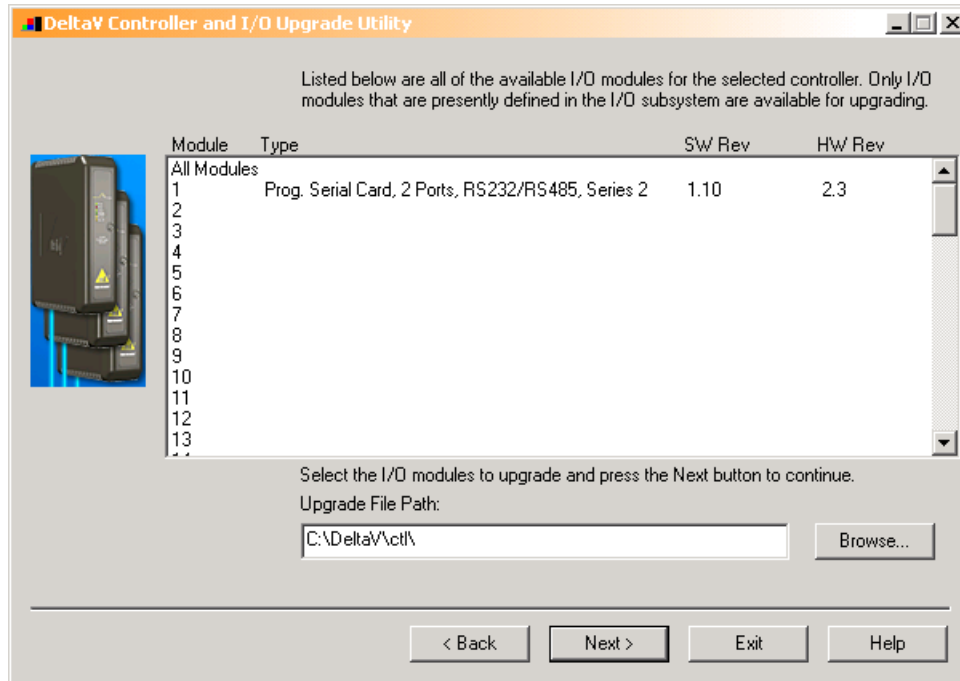 DeltaV Controller and I/O Upgrade Utility
Listed below are all of the available I/O modules for the selected controller. Only I/O
modules that are presently defined in the I/O subsystem are available for upgrading.
Module Type SW Rev HW Rev
All Modules
1 Prog. Serial Card, 2 Ports, RS232/RS485, Series 2 1.10 2.3
2
3
4
5
6
7
8
9
10
11
12
13
Select the I/O modules to upgrade and press the Next button to continue.
Upgrade File Path:
C:\DeltaV\ctl\ Browse...
< Back Next > Exit Help